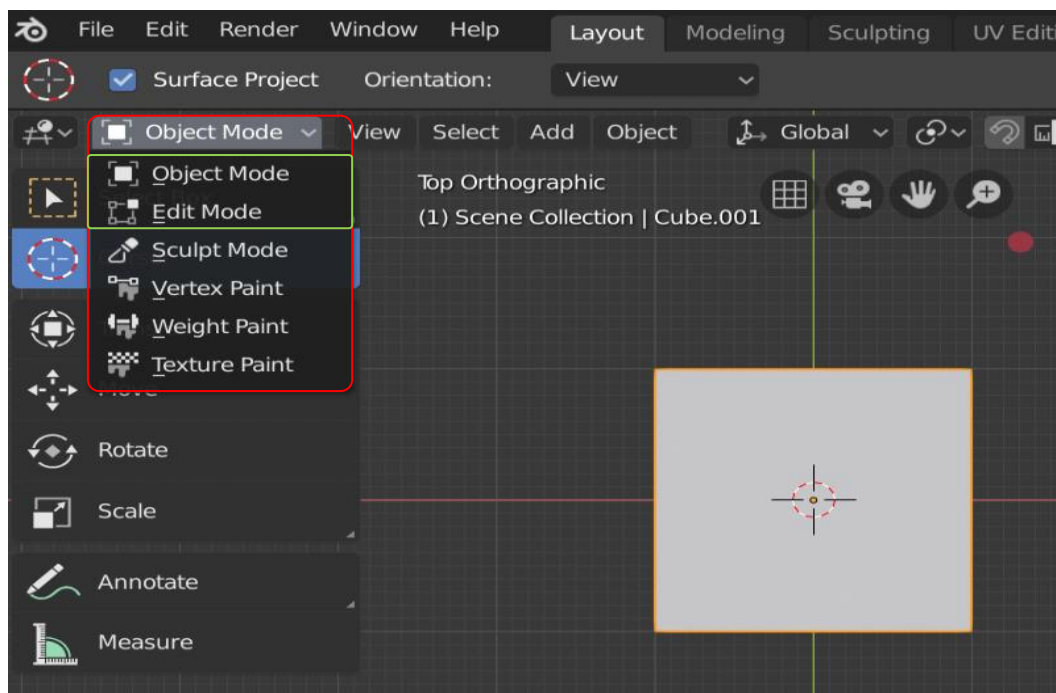 File Edit Render Window Help Layout Modeling Sculpting UV Editi
Surface Project Orientation: View
Object Mode View Select Add Object Global
Object Mode
Edit Mode
Sculpt Mode
Vertex Paint
Weight Paint
Texture Paint
Top Orthographic
(1) Scene Collection | Cube.001
Move
Rotate
Scale
Annotate
Measure